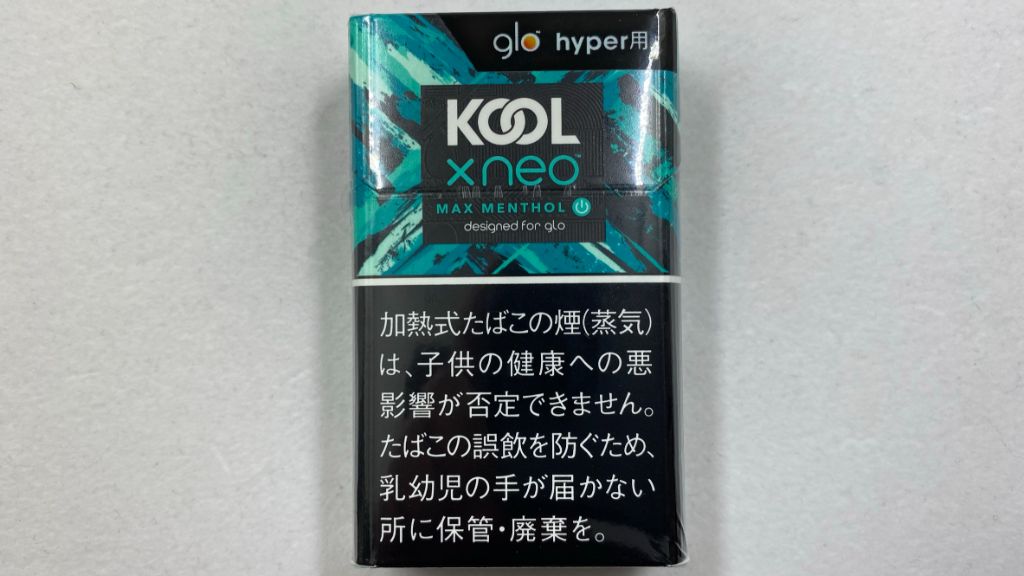 glo™ hyper用
KOOL
x neo™
MAX MENTHOL
designed for glo
加熱式たばこの煙(蒸気)
は、子供の健康への悪
影響が否定できません。
たばこの誤飲を防ぐため、
乳幼児の手が届かない
所に保管・廃棄を。